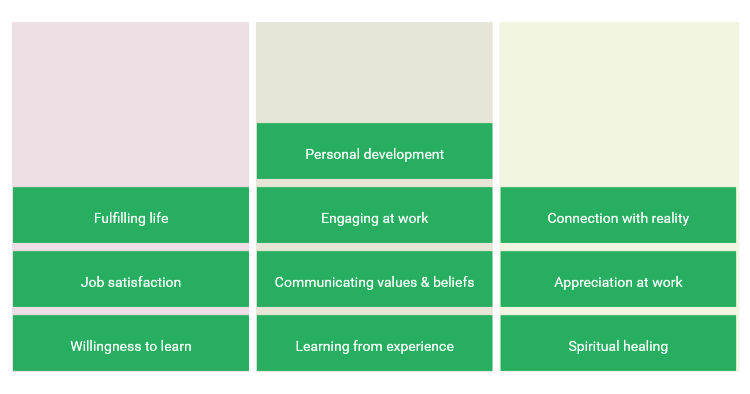 Personal development
Fulfilling life
Engaging at work
Connection with reality
Job satisfaction
Communicating values & beliefs
Appreciation at work
Willingness to learn
Learning from experience
Spiritual healing